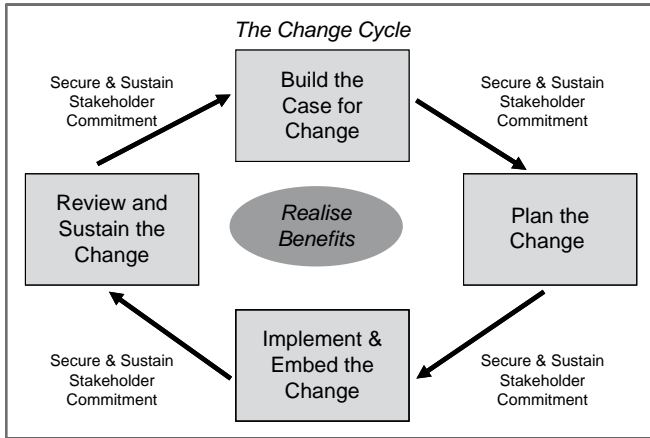 The Change Cycle
Build the
Case for
Change
Secure & Sustain
Stakeholder
Commitment
Secure & Sustain
Stakeholder
Commitment
Review and
Sustain the
Change
Realise
Benefits
Plan the
Change
Implement &
Embed the
Change
Secure & Sustain
Stakeholder
Commitment
Secure & Sustain
Stakeholder
Commitment